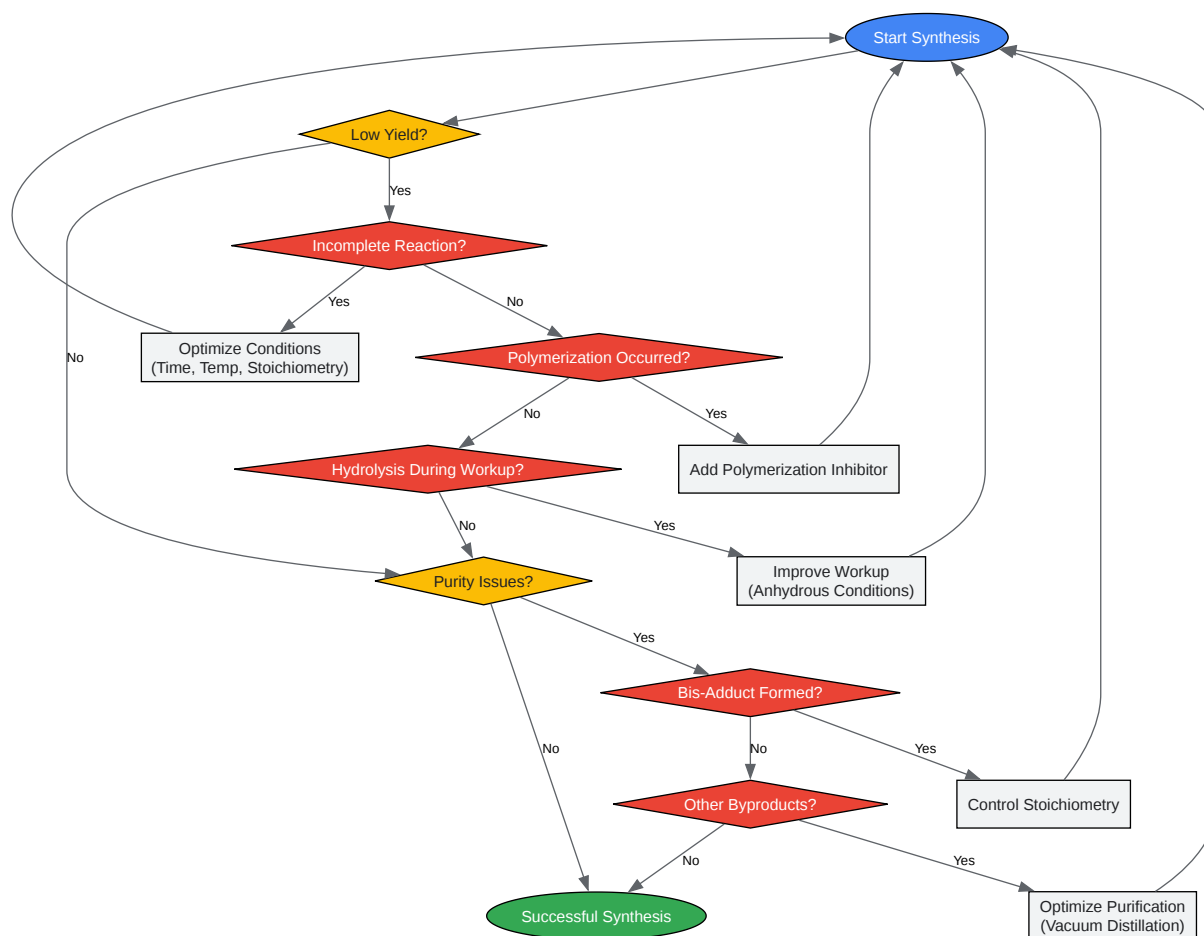 Start Synthesis
Low Yield?
Yes
Incomplete Reaction?
Yes
No
No
Optimize Conditions
(Time, Temp, Stoichiometry)
Polymerization Occurred?
No
Yes
Hydrolysis During Workup?
Add Polymerization Inhibitor
No
Yes
Purity Issues?
Improve Workup
(Anhydrous Conditions)
Yes
Bis-Adduct Formed?
No
No
Yes
Other Byproducts?
Control Stoichiometry
No
Yes
Successful Synthesis
Optimize Purification
(Vacuum Distillation)